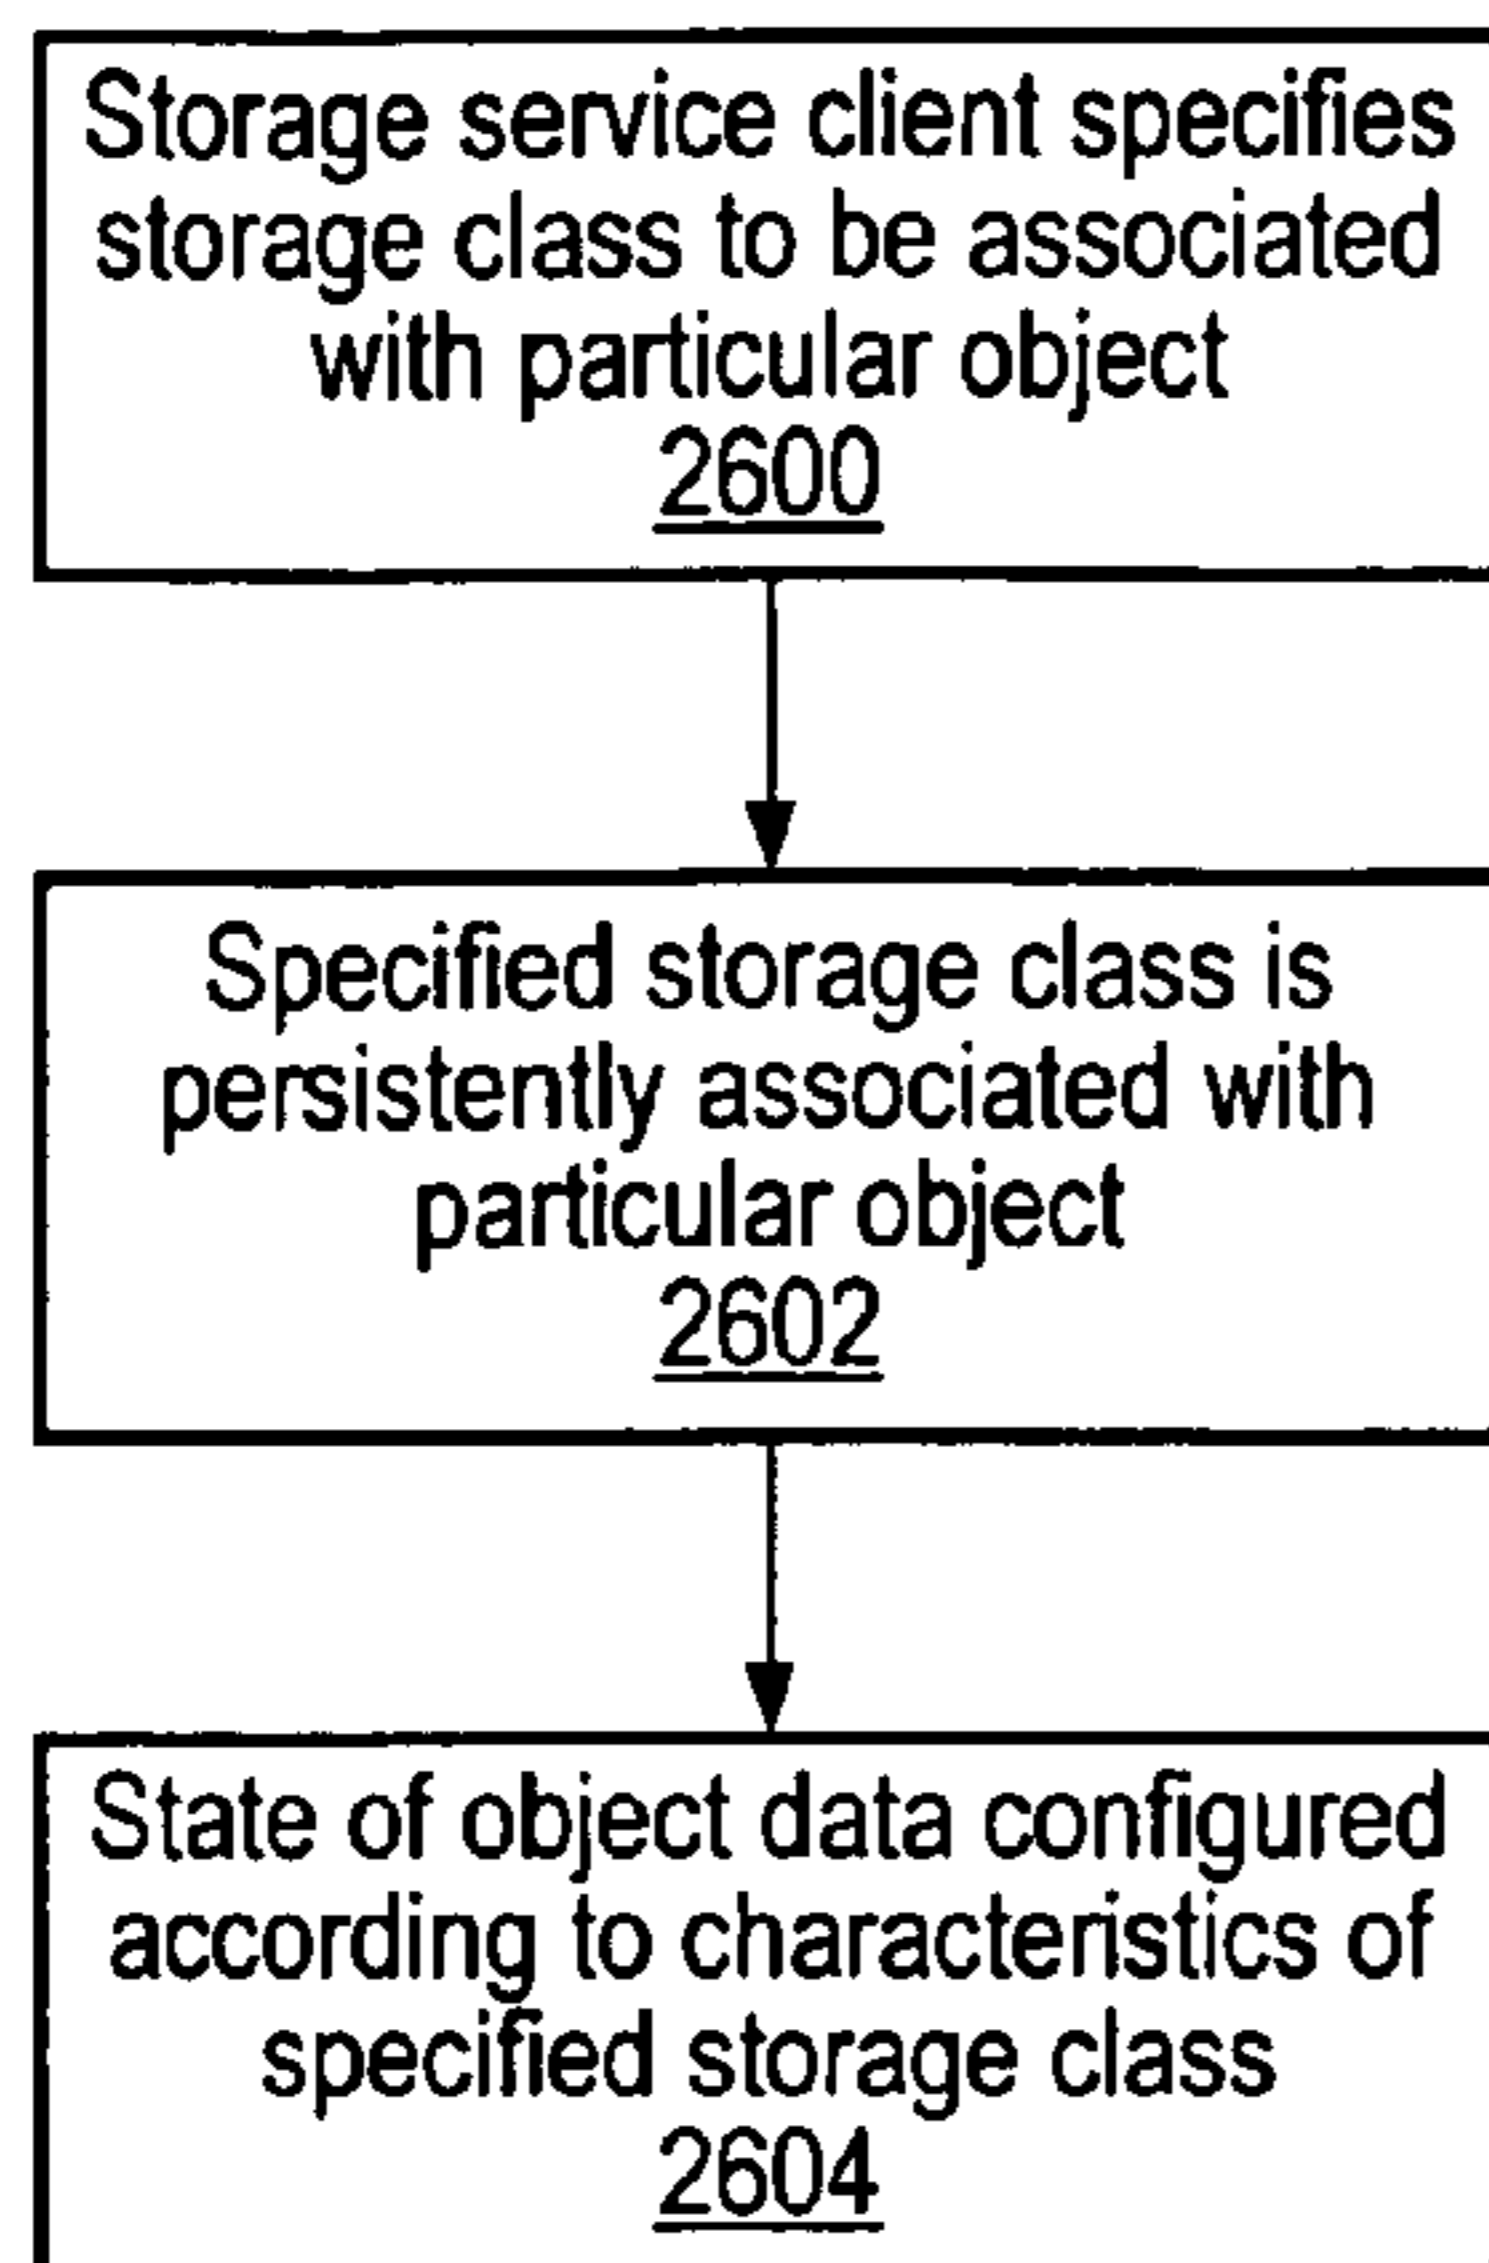 Storage service client specifies
storage class to be associated
with particular object
2600
Specified storage class is
persistently associated with
particular object
2602
State of object data configured
according to characteristics of
specified storage class
2604